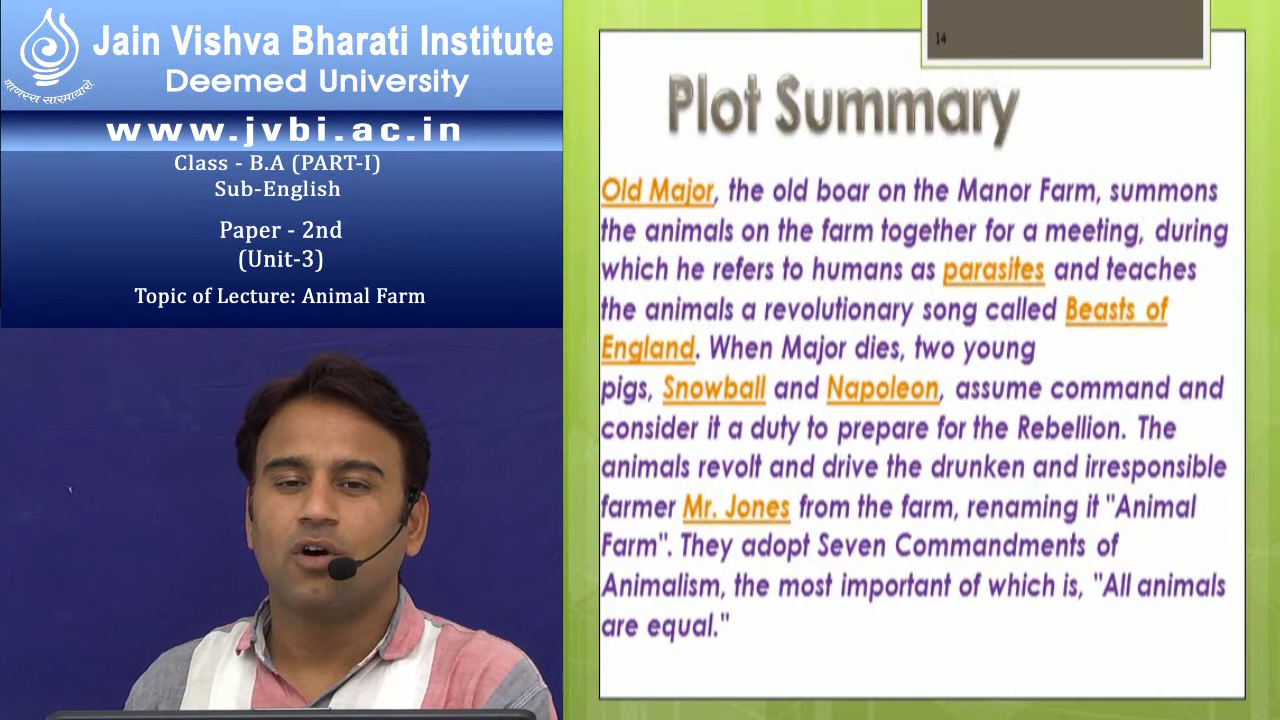 Jain Vishva Bharati Institute
Deemed University
www.jvbi.ac.in
Class - B.A (PART-I)
Sub-English
Paper - 2nd
(Unit-3)
Topic of Lecture: Animal Farm
14
Plot Summary
Old Major, the old boar on the Manor Farm, summons
the animals on the farm together for a meeting, during
which he refers to humans as parasites and teaches
the animals a revolutionary song called Beasts of
England. When Major dies, two young
pigs, Snowball and Napoleon, assume command and
consider it a duty to prepare for the Rebellion. The
animals revolt and drive the drunken and irresponsible
farmer Mr. Jones from the farm, renaming it "Animal
Farm". They adopt Seven Commandments of
Animalism, the most important of which is, "All animals
are equal."